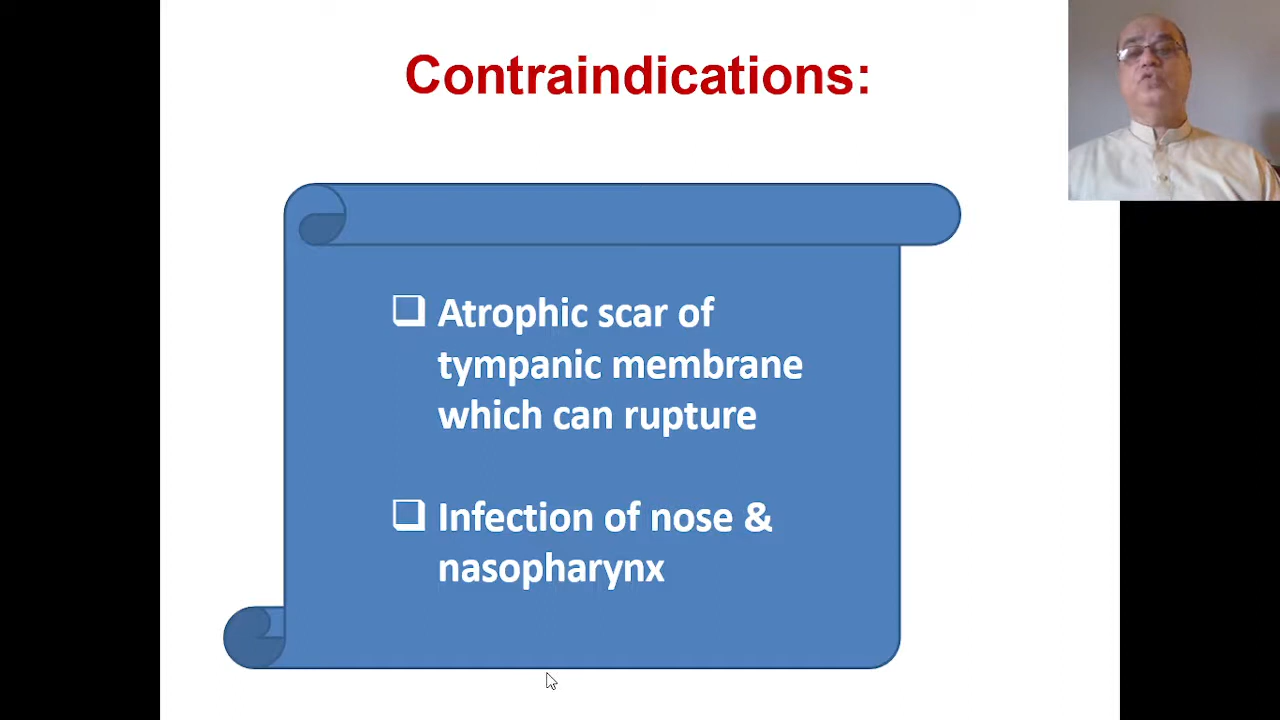 Contraindications:
❑ Atrophic scar of
tympanic membrane
which can rupture
❑ Infection of nose &
nasopharynx